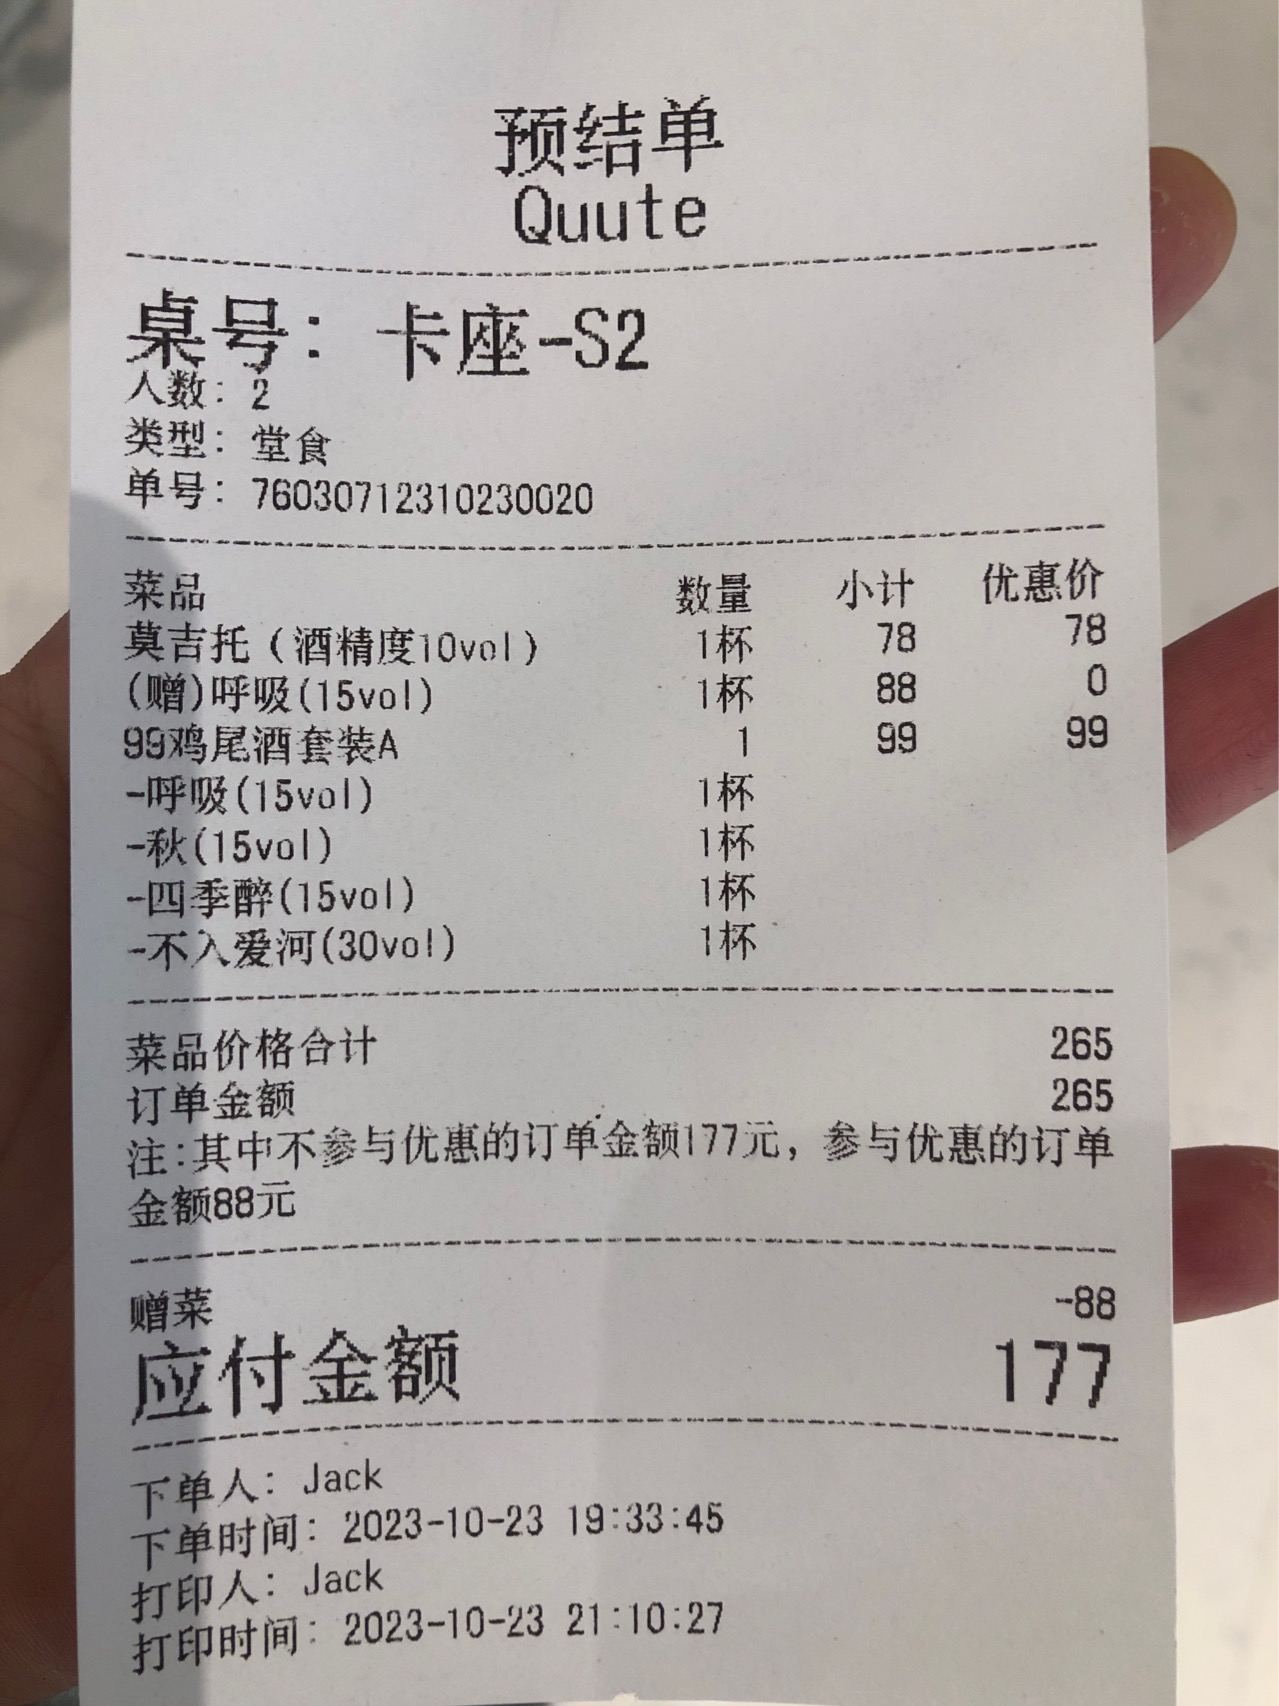 预结单
Quute
桌号: 卡座-S2
人数: 2
类型: 堂食
单号: 76030712310230020
菜品 数量 小计 优惠价
莫吉托(酒精度10vol) 1杯 78 78
(赠)呼吸(15vol) 1杯 88 0
99鸡尾酒套装A 1 99 99
-呼吸(15vol) 1杯
-秋(15vol) 1杯
-四季醉(15vol) 1杯
-不入爱河(30vol) 1杯
菜品价格合计 265
订单金额 265
注:其中不参与优惠的订单金额177元，参与优惠的订单
金额88元
赠菜 -88
应付金额 177
下单人: Jack
下单时间: 2023-10-23 19:33:45
打印人: Jack
打印时间: 2023-10-23 21:10:27